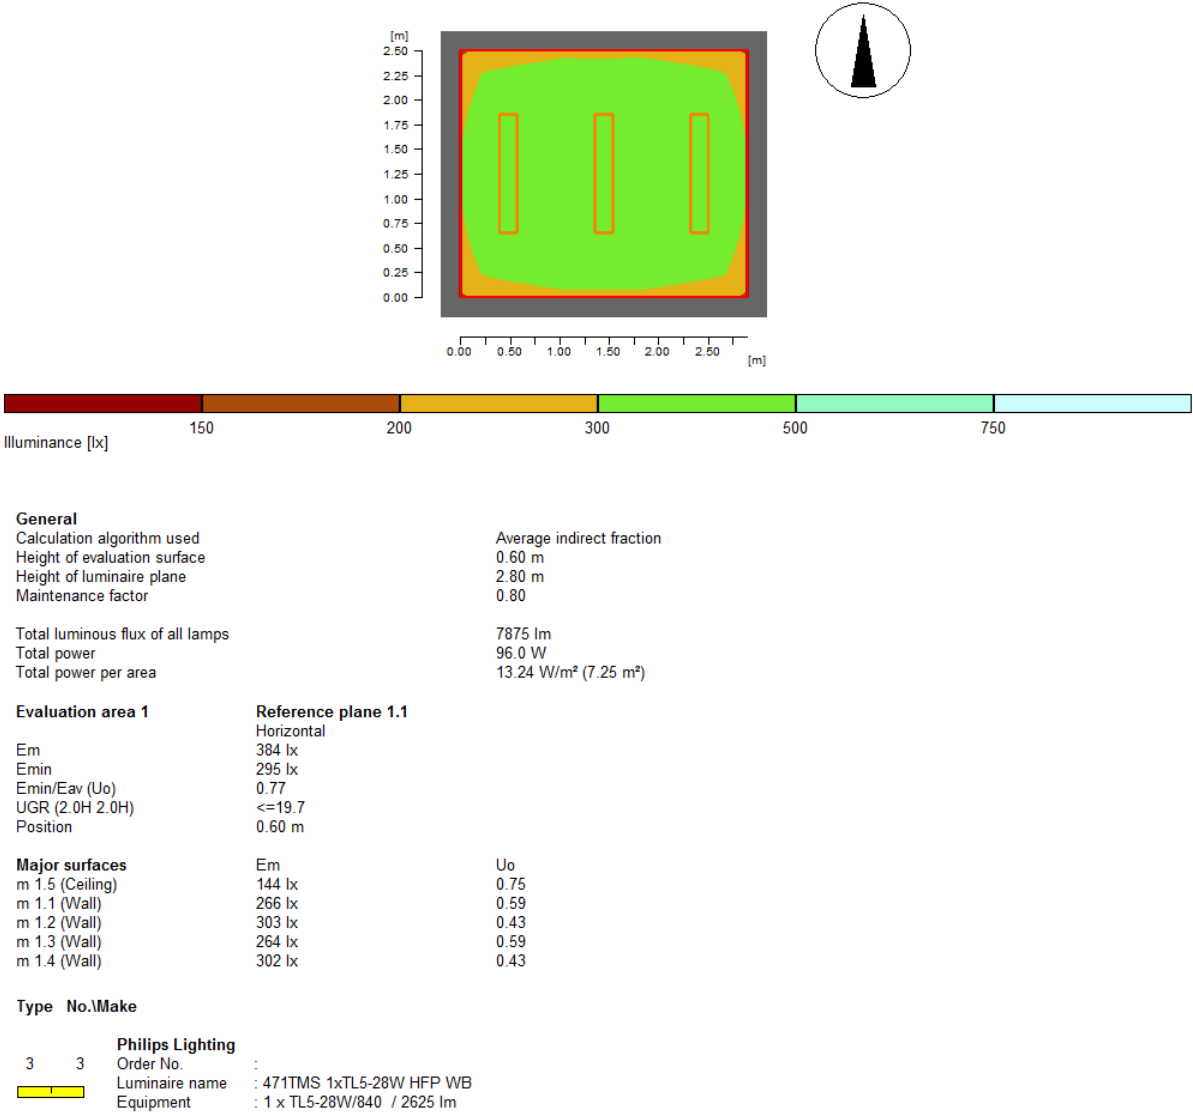 [m]
2.50
2.25
2.00
1.75
1.50
1.25
1.00
0.75
0.50
0.25
0.00
0.00 0.50 1.00 1.50 2.00 2.50
[m]
150 200 300 500 750
Illuminance [lx]
General
Calculation algorithm used Average indirect fraction
Height of evaluation surface 0.60 m
Height of luminaire plane 2.80 m
Maintenance factor 0.80
Total luminous flux of all lamps 7875 lm
Total power 96.0 W
Total power per area 13.24 W/m² (7.25 m²)
Evaluation area 1 Reference plane 1.1
Horizontal
Em 384 lx
Emin 295 lx
Emin/Eav (Uo) 0.77
UGR (2.0H 2.0H) <=19.7
Position 0.60 m
Major surfaces Em Uo
m 1.5 (Ceiling) 144 lx 0.75
m 1.1 (Wall) 266 lx 0.59
m 1.2 (Wall) 303 lx 0.43
m 1.3 (Wall) 264 lx 0.59
m 1.4 (Wall) 302 lx 0.43
Type No.\Make
Philips Lighting
3 3 Order No. :
Luminaire name : 471TMS 1xTL5-28W HFP WB
Equipment : 1 x TL5-28W/840 / 2625 lm